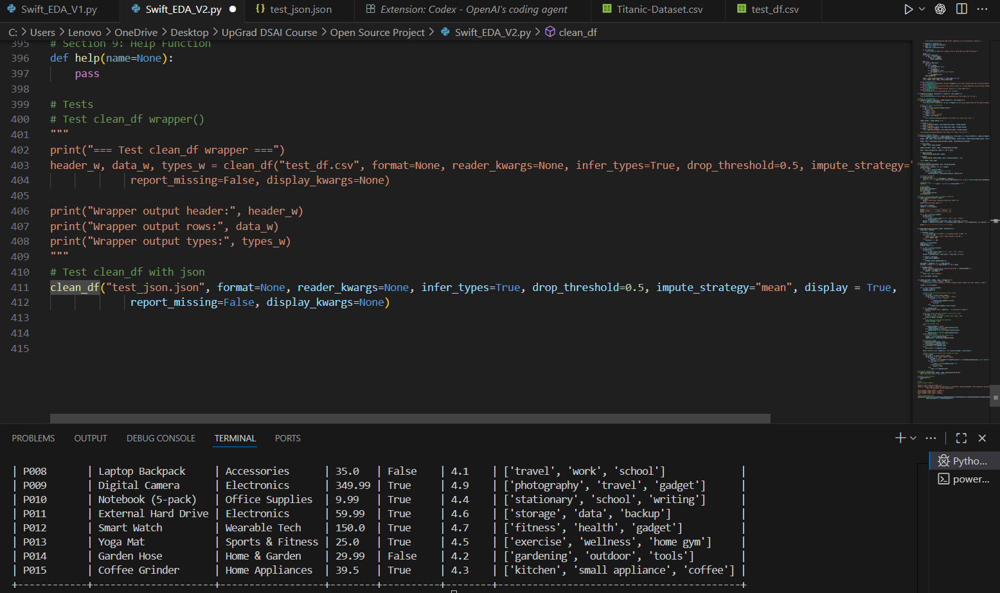 Swift_EDA_V1.py
Swift_EDA_V2.py
{} test_json.json
Extension: Codex - OpenAI's coding agent
Titanic-Dataset.csv
test_df.csv
C: > Users > Lenovo > OneDrive > Desktop > UpGrad DSAI Course > Open Source Project > Swift_EDA_V2.py > clean_df
395 # Section 9: Help Function
396 def help(name=None):
397 pass
398
399 # Tests
400 # Test clean_df wrapper()
401 """
402 print("=== Test clean_df wrapper ===")
403 header_w, data_w, types_w = clean_df("test_df.csv", format=None, reader_kwargs=None, infer_types=True, drop_threshold=0.5, impute_strategy="
404 report_missing=False, display_kwargs=None)
405
406 print("Wrapper output header:", header_w)
407 print("Wrapper output rows:", data_w)
408 print("Wrapper output types:", types_w)
409 """
410 # Test clean_df with json
411 clean_df("test_json.json", format=None, reader_kwargs=None, infer_types=True, drop_threshold=0.5, impute_strategy="mean", display = True,
412 report_missing=False, display_kwargs=None)
413
414
415
PROBLEMS OUTPUT DEBUG CONSOLE TERMINAL PORTS
| P008 | Laptop Backpack | Accessories | 35.0 | False | 4.1 | ['travel', 'work', 'school'] |
| P009 | Digital Camera | Electronics | 349.99 | True | 4.9 | ['photography', 'travel', 'gadget'] |
| P010 | Notebook (5-pack) | Office Supplies | 9.99 | True | 4.4 | ['stationary', 'school', 'writing'] |
| P011 | External Hard Drive | Electronics | 59.99 | True | 4.6 | ['storage', 'data', 'backup'] |
| P012 | Smart Watch | Wearable Tech | 150.0 | True | 4.7 | ['fitness', 'health', 'gadget'] |
| P013 | Yoga Mat | Sports & Fitness | 25.0 | True | 4.5 | ['exercise', 'wellness', 'home gym'] |
| P014 | Garden Hose | Home & Garden | 29.99 | False | 4.2 | ['gardening', 'outdoor', 'tools'] |
| P015 | Coffee Grinder | Home Appliances | 39.5 | True | 4.3 | ['kitchen', 'small appliance', 'coffee'] |
+------------+---------------------+------------------+--------+----------+--------+------------------------------------------+
Pytho...
power...